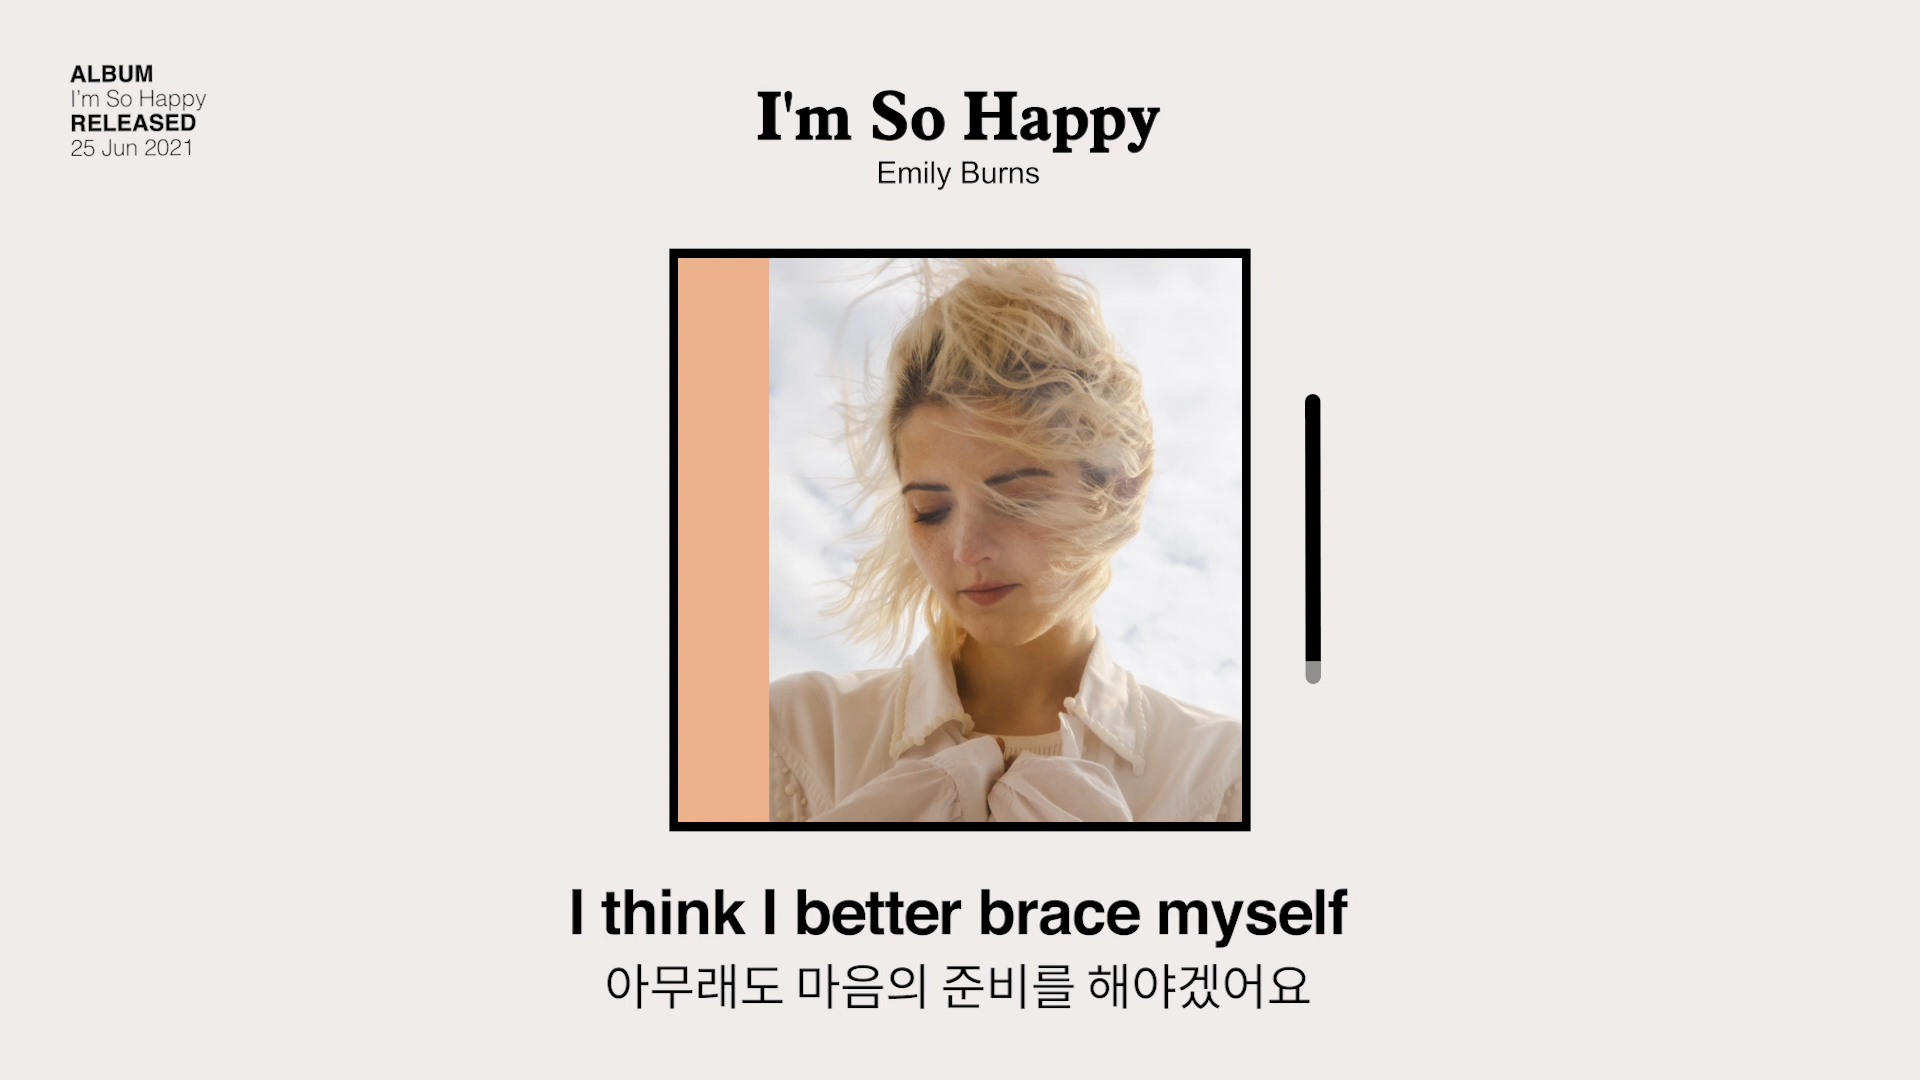 ALBUM
I'm So Happy
RELEASED
25 Jun 2021
I'm So Happy
Emily Burns
I think I better brace myself
아무래도 마음의 준비를 해야겠어요